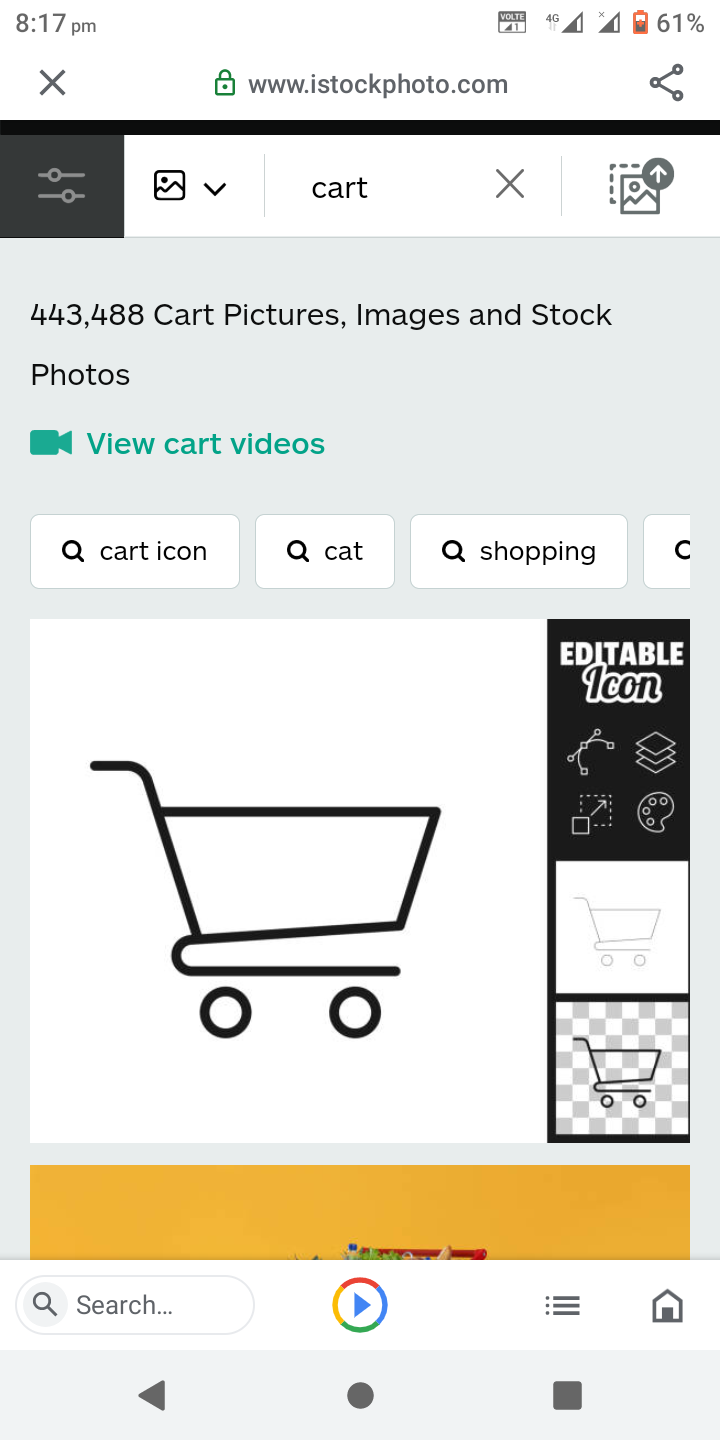 8:17 pm
VOLTE 1 4G 61%
www.istockphoto.com
cart
443,488 Cart Pictures, Images and Stock
Photos
View cart videos
cart icon
cat
shopping
EDITABLE
Icon
Search...